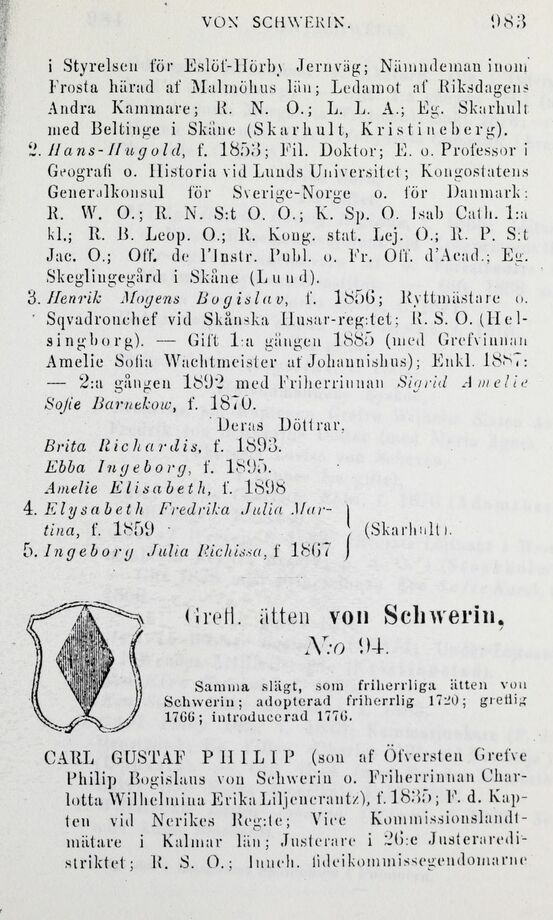 VON SCHWERIN. 983
i Styrelsen för Eslöf-Hörby Jernväg; Nämndeman inom
Frosta härad af Malmöhus län; Ledamot af Riksdagens
Andra Kammare; R. N. O.; L. L. A.; Eg. Skarhult
med Beltinge i Skåne (Skarhult, Kristineberg).
2. Hans-Hugold, f. 1853; Fil. Doktor; E. o. Professor i
Geografi o. Historia vid Lunds Universitet; Kongostatens
Generalkonsul för Sverige-Norge o. för Danmark;
R. W. O.; R. N. S:t O. O.; K. Sp. O. Isab Cath. 1:a
kl.; R. B. Leop. O.; R. Kong. stat. Lej. O.; R. P. S:t
Jac. O.; Off. de l'Instr. Publ. o. Fr. Off. d'Acad.; Eg.
Skeglingegård i Skåne (Lund).
3. Henrik Mogens Bogislav, f. 1856; Ryttmästare o.
Sqvadronchef vid Skånska Husar-reg:tet; R. S. O. (Hel-
singborg). — Gift 1:a gången 1885 (med Grefvinnan
Amelie Sofia Wachtmeister af Johannishus); Enkl. 1887;
— 2:a gången 1892 med Friherrinnan Sigrid Amelie
Sofie Barnekow, f. 1870.
Deras Döttrar.
Brita Richardis, f. 1893.
Ebba Ingeborg, f. 1895.
Amelie Elisabeth, f. 1898
4. Elysabeth Fredrika Julia Mar-
tina, f. 1859
(Skarhult).
5. Ingeborg Julia Richissa, f 1867
Grefl. ätten von Schwerin,
N:o 94.
Samma slägt, som friherrliga ätten von
Schwerin; adopterad friherrlig 1720; greflig
1766; introducerad 1776.
CARL GUSTAF PHILIP (son af Öfversten Grefve
Philip Bogislaus von Schwerin o. Friherrinnan Char-
lotta Wilhelmina Erika Liljencrantz), f. 1835; F. d. Kap-
ten vid Nerikes Reg:te; Vice Kommissionslandt-
mätare i Kalmar län; Justerare i 26:e Justeraredi-
striktet; R. S. O.; Inneh. fideikommissegendomarne